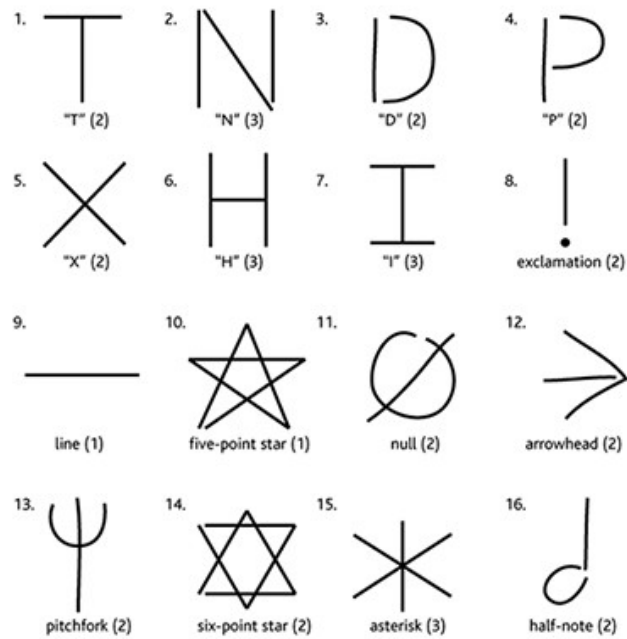 1. 2. 3. 4.
"T" (2) "N" (3) "D" (2) "P" (2)
5. 6. 7. 8.
"X" (2) "H" (3) "I" (3) exclamation (2)
9. 10. 11. 12.
line (1) five-point star (1) null (2) arrowhead (2)
13. 14. 15. 16.
pitchfork (2) six-point star (2) asterisk (3) half-note (2)